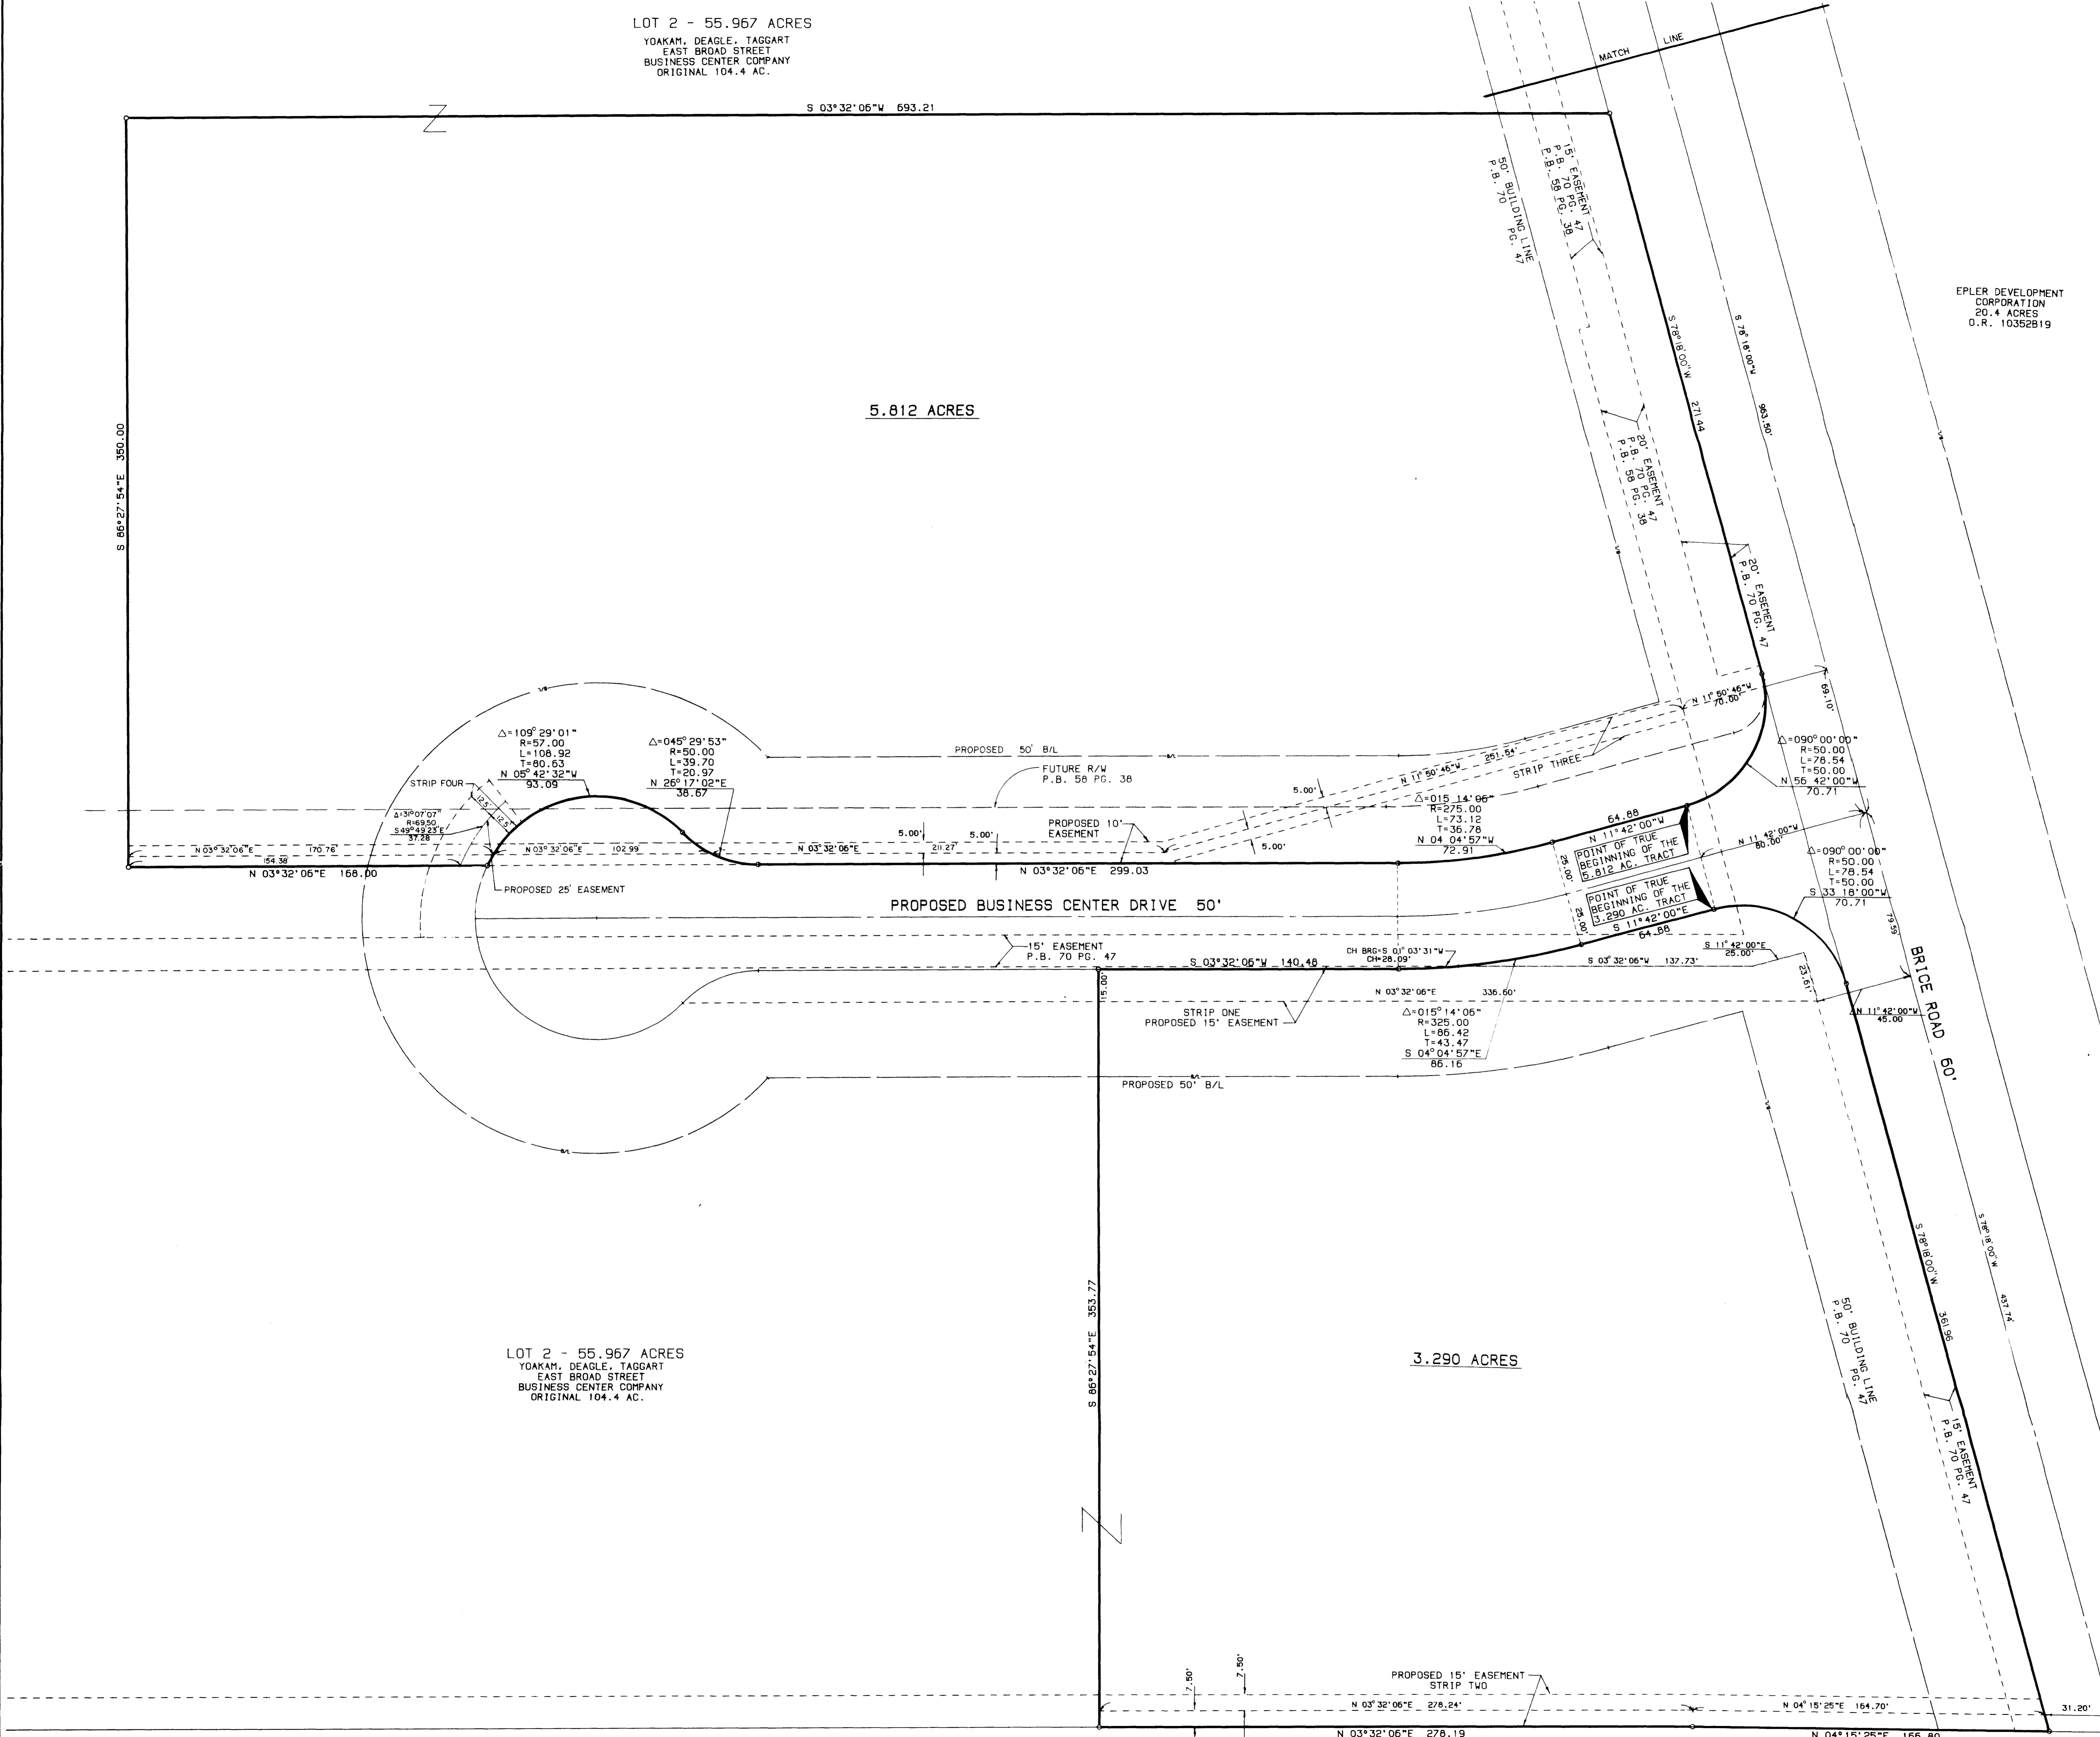 LOT 2 - 55.967 ACRES
YOAKAM, DEAGLE, TAGGART
EAST BROAD STREET
BUSINESS CENTER COMPANY
ORIGINAL 104.4 AC.
MATCH LINE
S 03°32'06"W 693.21
50' BUILDING LINE
P.B. 70 PG. 47
15' EASEMENT
P.B. 70 PG. 47
P.B. 58 PG. 38
EPLER DEVELOPMENT
CORPORATION
20.4 ACRES
O.R. 10352B19
S 78°18'00"W 271.44
S 78°18'00"W 963.50'
5.812 ACRES
S 86°27'54"E 350.00
20' EASEMENT
P.B. 70 PG. 47
P.B. 58 PG. 38
20' EASEMENT
P.B. 70 PG. 47
N 11°50'46"W
70.00'
69.10'
△=109°29'01"
R=57.00
L=108.92
T=80.63
N 05°42'32"W
93.09
△=045°29'53"
R=50.00
L=39.70
T=20.97
N 26°17'02"E
38.67
PROPOSED 50' B/L
FUTURE R/W
P.B. 58 PG. 38
N 11°50'46"W 251.54'
STRIP THREE
△=090°00'00"
R=50.00
L=78.54
T=50.00
N 56 42'00"W
70.71
STRIP FOUR
12.5'
12.5'
△=31°07'07"
R=69.50
S 49°49'23"E
37.28
5.00'
5.00'
5.00'
5.00'
PROPOSED 10'
EASEMENT
△=015 14'06"
R=275.00
L=73.12
T=36.78
N 04 04'57"W
72.91
64.88
N 11°42'00"W
POINT OF TRUE
BEGINNING OF THE
5.812 AC. TRACT
N 11 42'00"W
80.00'
25.00'
25.00'
△=090°00'00"
R=50.00
L=78.54
T=50.00
S 33 18'00"W
70.71
N 03°32'06"E 170.76
154.38
N 03°32'06"E 102.99
N 03°32'06"E 211.27
N 03°32'06"E 168.00
N 03°32'06"E 299.03
PROPOSED 25' EASEMENT
PROPOSED BUSINESS CENTER DRIVE 50'
POINT OF TRUE
BEGINNING OF THE
3.290 AC. TRACT
S 11°42'00"E
64.88
79.59
15' EASEMENT
P.B. 70 PG. 47
CH BRG=S 01°03'31"W
CH=28.09'
S 11°42'00"E
25.00'
S 03°32'06"W 140.48
S 03°32'06"W 137.73'
23.61'
15.00'
N 03°32'06"E 336.60'
STRIP ONE
PROPOSED 15' EASEMENT
△=015°14'06"
R=325.00
L=86.42
T=43.47
S 04°04'57"E
86.16
N 11°42'00"W
45.00
BRICE ROAD 60'
PROPOSED 50' B/L
S 86°27'54"E 353.77
S 78°18'00"W 361.96
S 78°18'00"W 437.74'
50' BUILDING LINE
P.B. 70 PG. 47
LOT 2 - 55.967 ACRES
YOAKAM, DEAGLE, TAGGART
EAST BROAD STREET
BUSINESS CENTER COMPANY
ORIGINAL 104.4 AC.
3.290 ACRES
15' EASEMENT
P.B. 70 PG. 47
7.50'
7.50'
PROPOSED 15' EASEMENT
STRIP TWO
N 03°32'06"E 278.24'
N 04°15'25"E 164.70'
31.20'
N 03°32'06"E 278.19
N 04°15'25"E 166.80